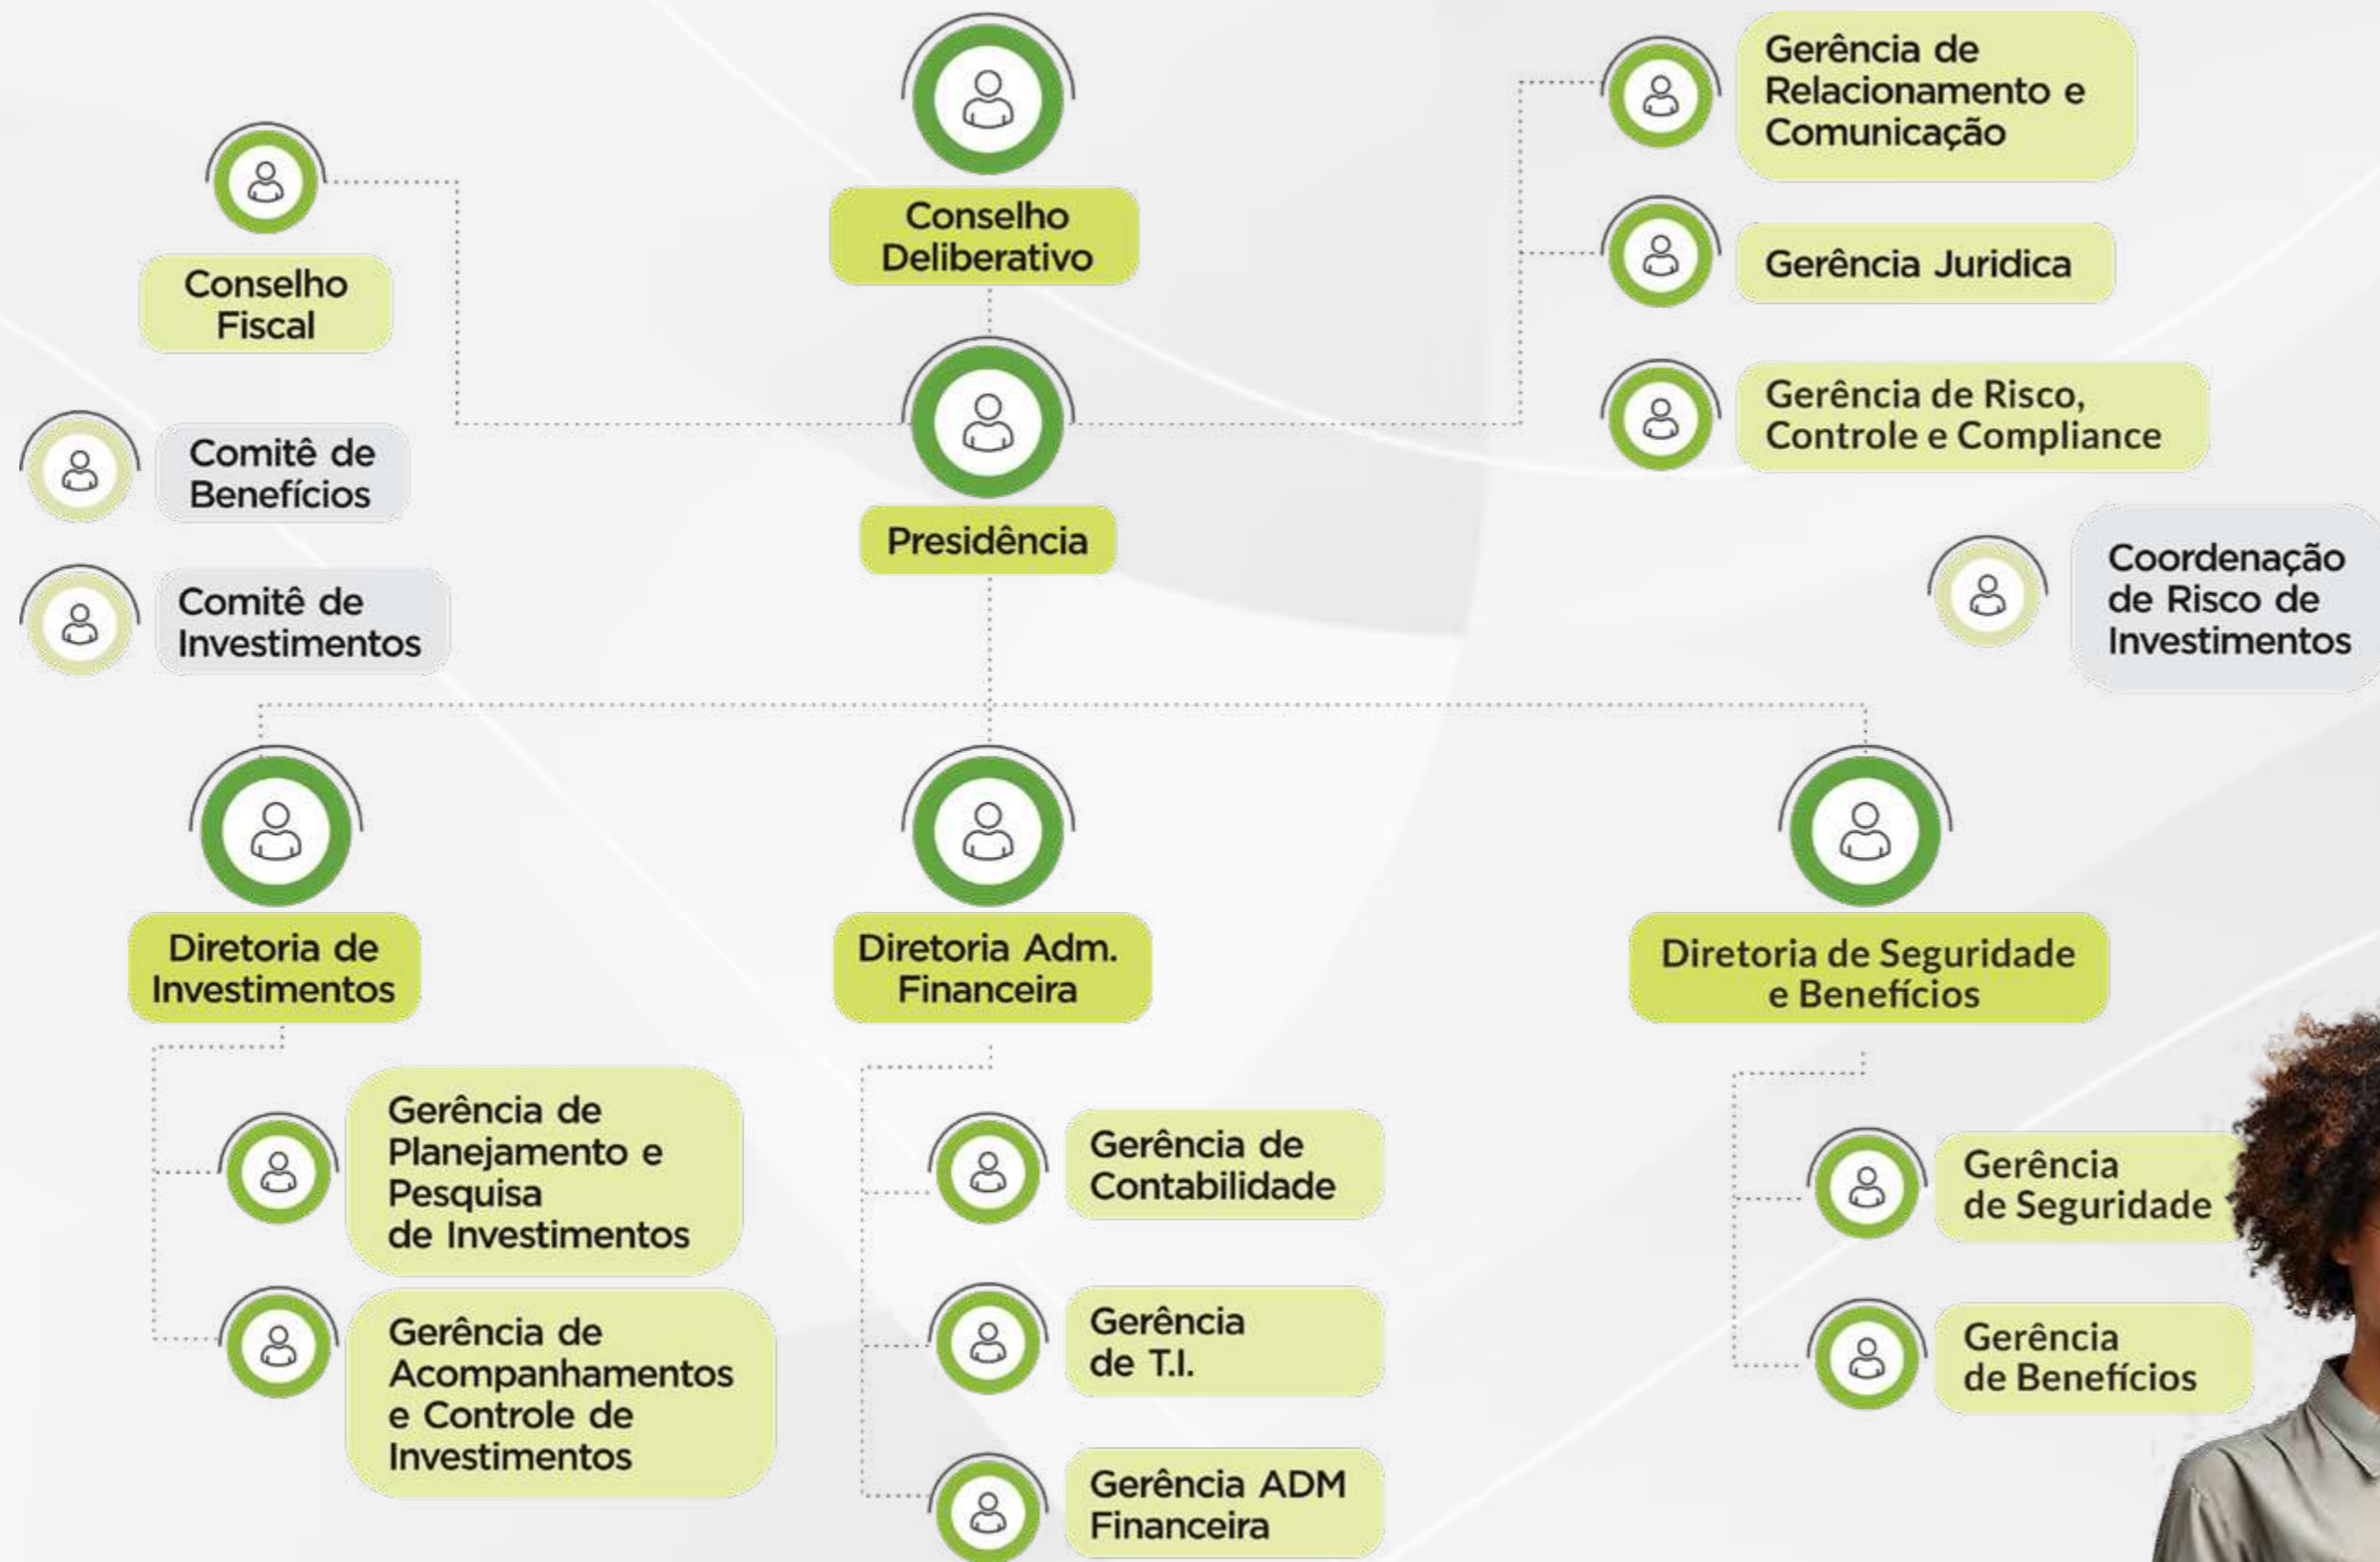 Conselho
Deliberativo
Conselho
Fiscal
Comitê de
Benefícios
Comitê de
Investimentos
Presidência
Gerência de
Relacionamento e
Comunicação
Gerência Juridica
Gerência de Risco,
Controle e Compliance
Coordenação
de Risco de
Investimentos
Diretoria de
Investimentos
Gerência de
Planejamento e
Pesquisa
de Investimentos
Gerência de
Acompanhamentos
e Controle de
Investimentos
Diretoria Adm.
Financeira
Gerência de
Contabilidade
Gerência
de T.I.
Gerência ADM
Financeira
Diretoria de Seguridade
e Benefícios
Gerência
de Seguridade
Gerência
de Benefícios